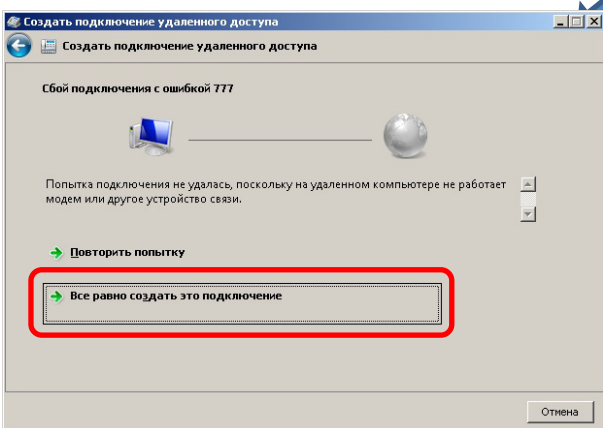 Создать подключение удаленного доступа
Создать подключение удаленного доступа
Сбой подключения с ошибкой 777
Попытка подключения не удалась, поскольку на удаленном компьютере не работает
модем или другое устройство связи.
Повторить попытку
Все равно создать это подключение
Отмена